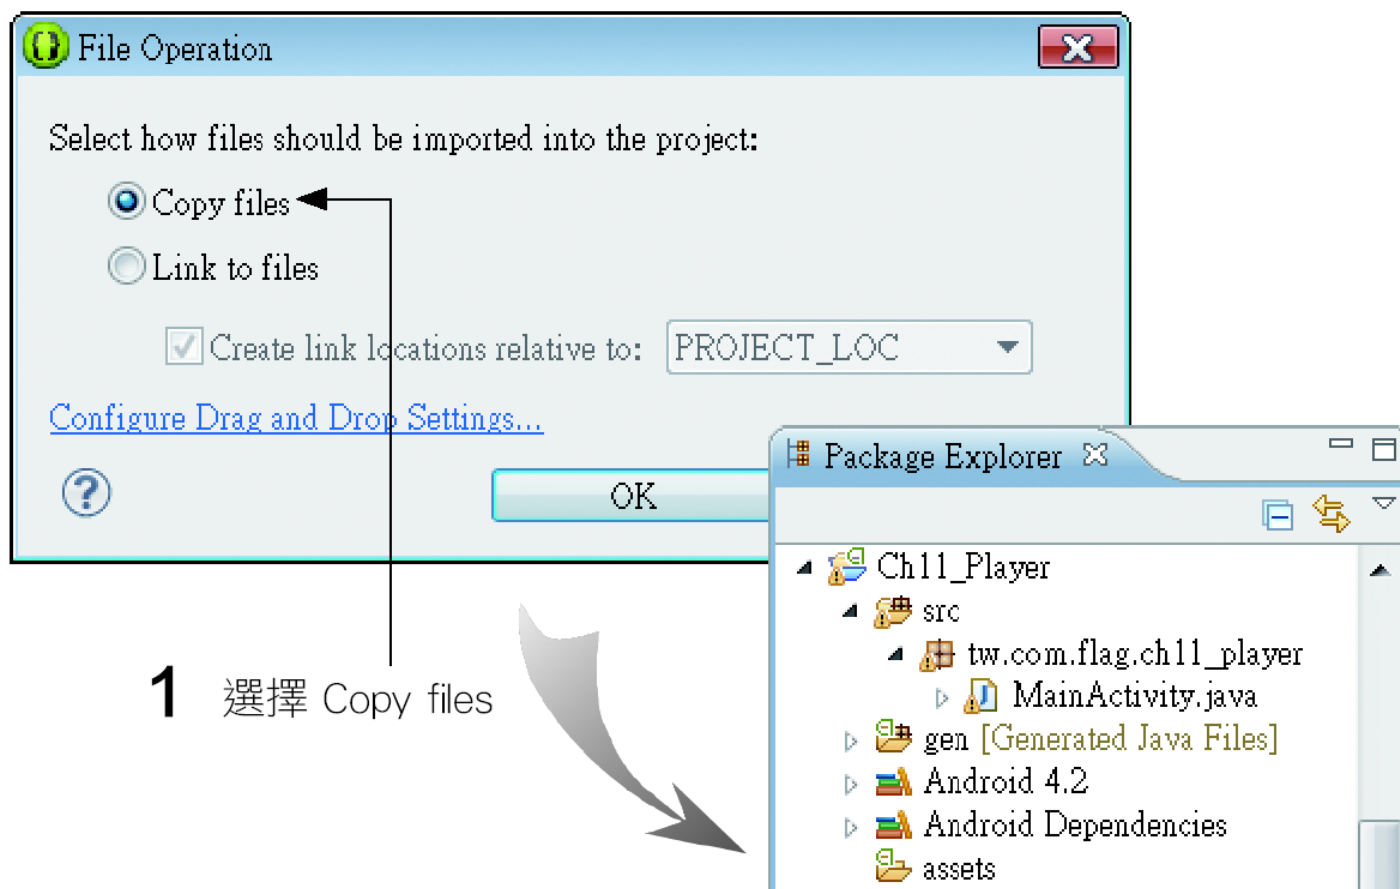 File Operation
Select how files should be imported into the project:
Copy files
Link to files
Create link locations relative to: PROJECT_LOC
Configure Drag and Drop Settings...
OK
1 選擇 Copy files
Package Explorer
Ch11_Player
src
tw.com.flag.ch11_player
MainActivity.java
gen [Generated Java Files]
Android 4.2
Android Dependencies
assets